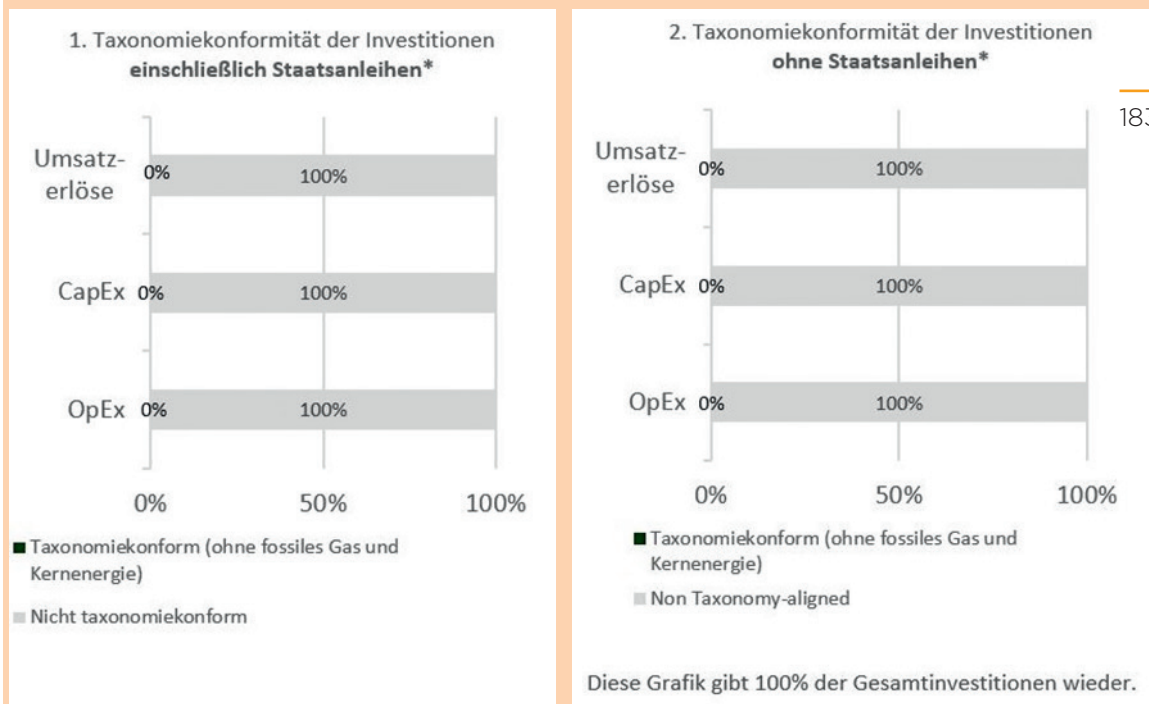 1. Taxonomiekonformität der Investitionen
einschließlich Staatsanleihen*
Umsatz-
erlöse
0%
100%
CapEx
0%
100%
OpEx
0%
100%
0%
50%
100%
Taxonomiekonform (ohne fossiles Gas und
Kernenergie)
Nicht taxonomiekonform
2. Taxonomiekonformität der Investitionen
ohne Staatsanleihen*
Umsatz-
erlöse
0%
100%
CapEx
0%
100%
OpEx
0%
100%
0%
50%
100%
Taxonomiekonform (ohne fossiles Gas und
Kernenergie)
Non Taxonomy-aligned
Diese Grafik gibt 100% der Gesamtinvestitionen wieder.
183